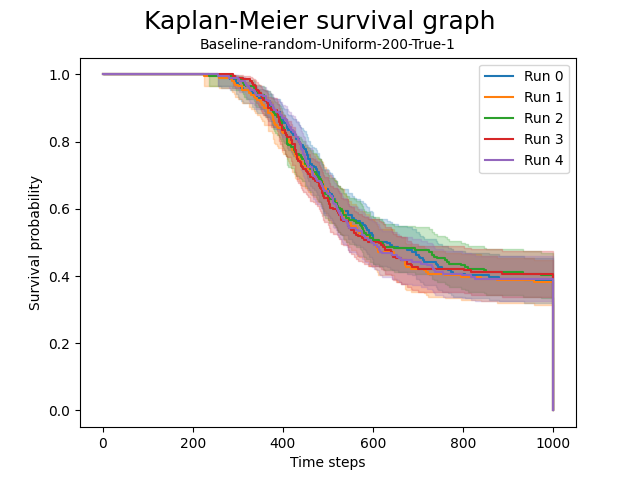 Kaplan-Meier survival graph
Baseline-random-Uniform-200-True-1
Survival probability
1.0
0.8
0.6
0.4
0.2
0.0
Run 0
Run 1
Run 2
Run 3
Run 4
0 200 400 600 800 1000
Time steps